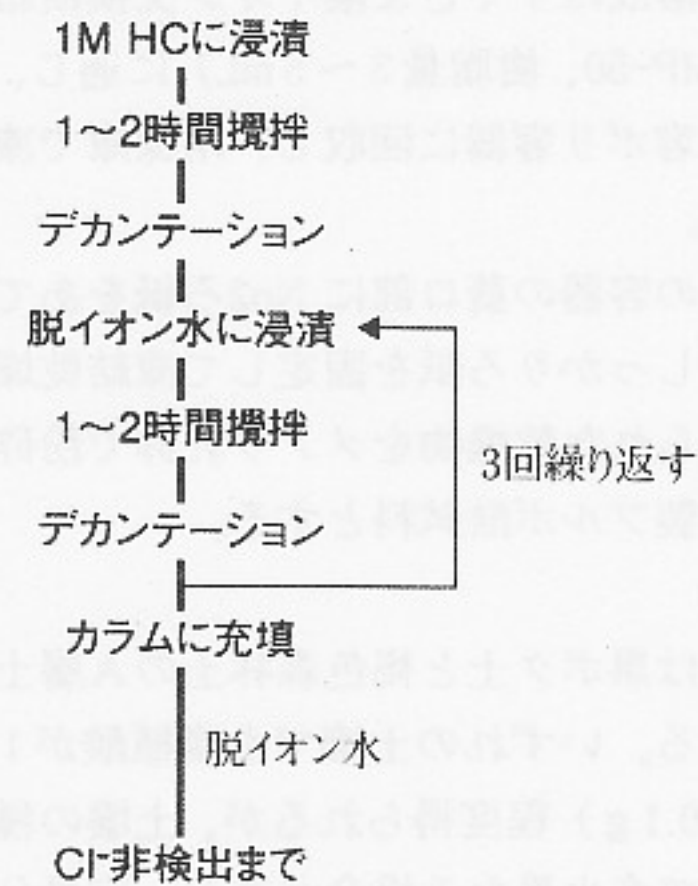 1M HCに浸漬
1～2時間攪拌
デカンテーション
脱イオン水に浸漬
1～2時間攪拌
3回繰り返す
デカンテーション
カラムに充填
脱イオン水
Cl⁻非検出まで